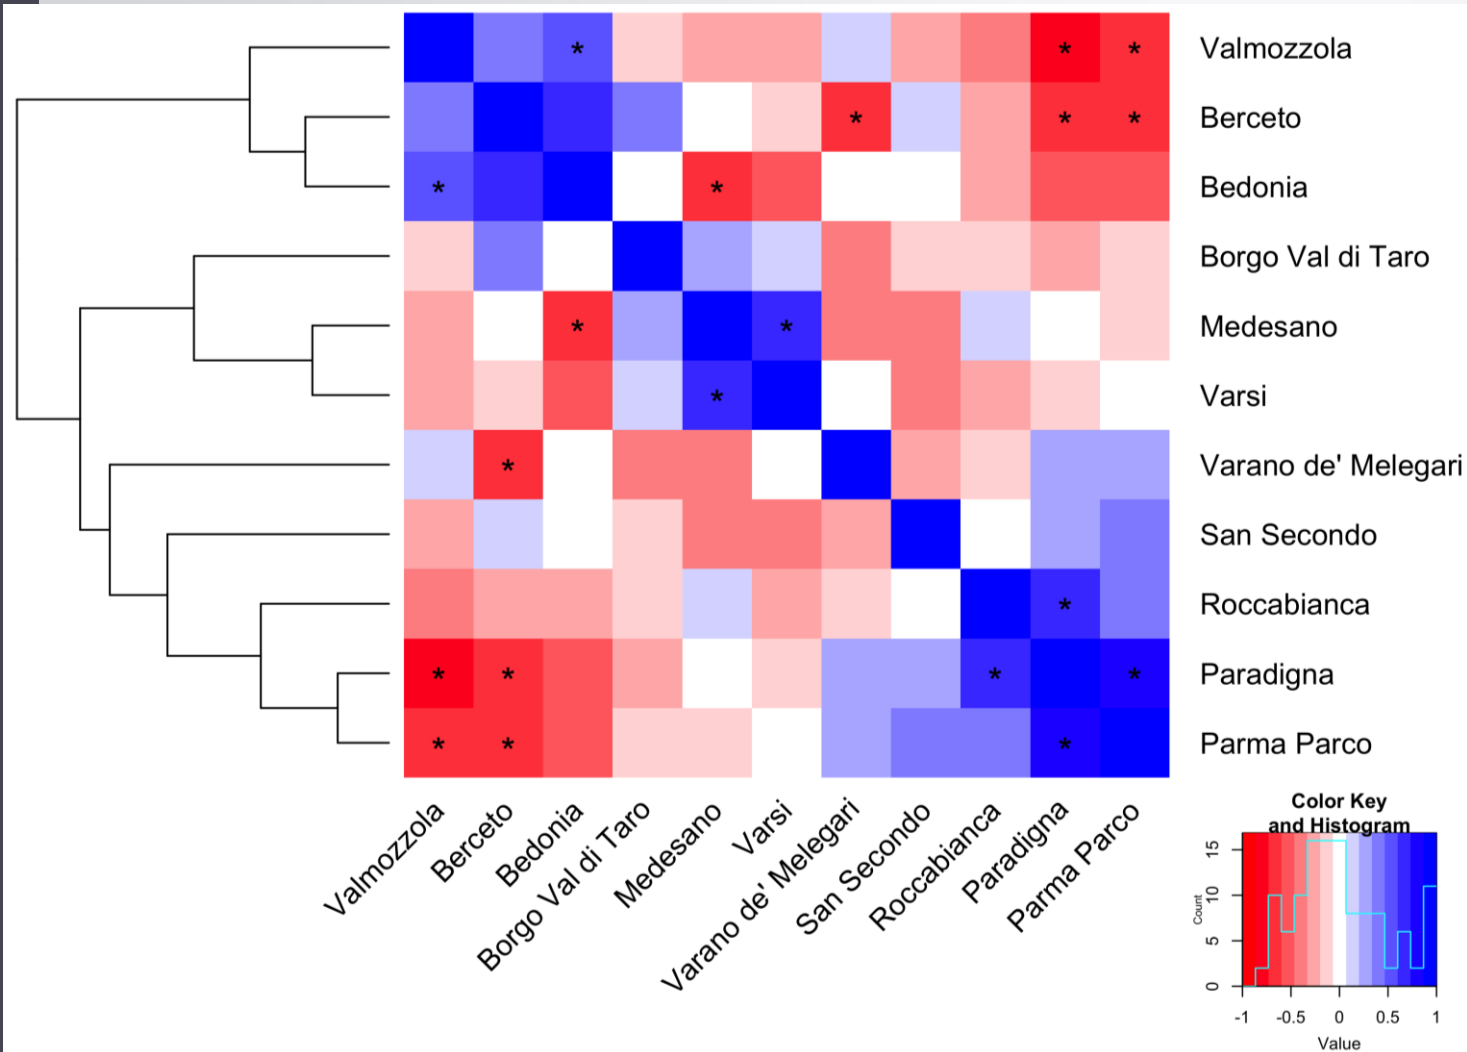 * * * Valmozzola
* * * Berceto
* * Bedonia
Borgo Val di Taro
* * Medesano
* Varsi
* Varano de' Melegari
San Secondo
* Roccabianca
* * * * Paradigna
* * * Parma Parco
Valmozzola
Berceto
Bedonia
Borgo Val di Taro
Medesano
Varsi
Varano de' Melegari
San Secondo
Roccabianca
Paradigna
Parma Parco
Color Key
and Histogram
Count
15
10
5
0
-1 -0.5 0 0.5 1
Value